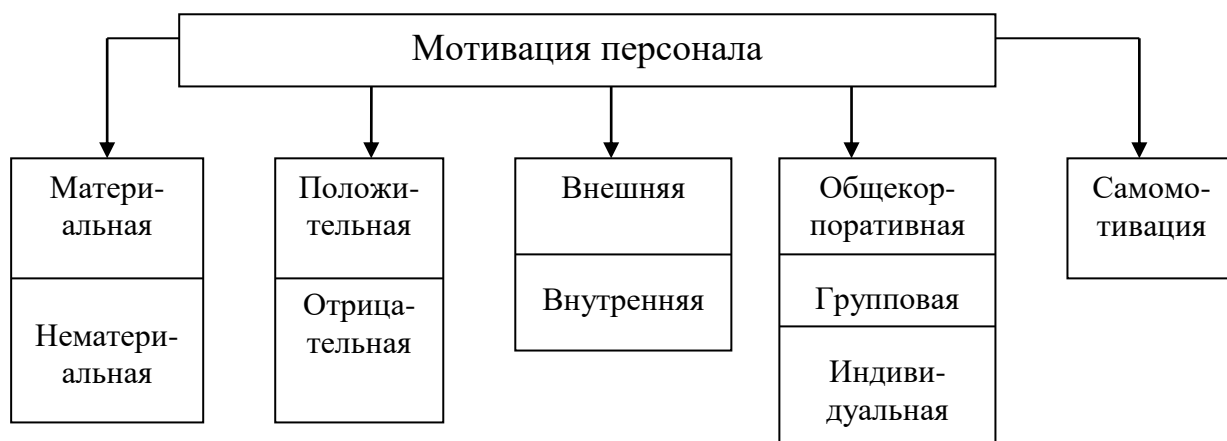 Мотивация персонала
Матери-
альная
Нематери-
альная
Положи-
тельная
Отрица-
тельная
Внешняя
Внутренняя
Общекор-
поративная
Групповая
Индиви-
дуальная
Самомо-
тивация